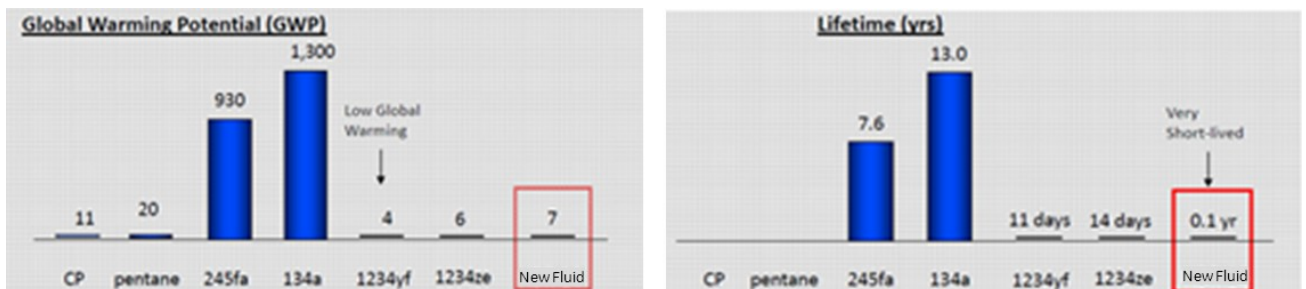 Global Warming Potential (GWP)
1,300
930
Low Global
Warming
11
20
4
6
7
CP pentane 245fa 134a 1234yf 1234ze New Fluid
Lifetime (yrs)
13.0
7.6
Very
Short-lived
11 days 14 days 0.1 yr
CP pentane 245fa 134a 1234yf 1234ze New Fluid